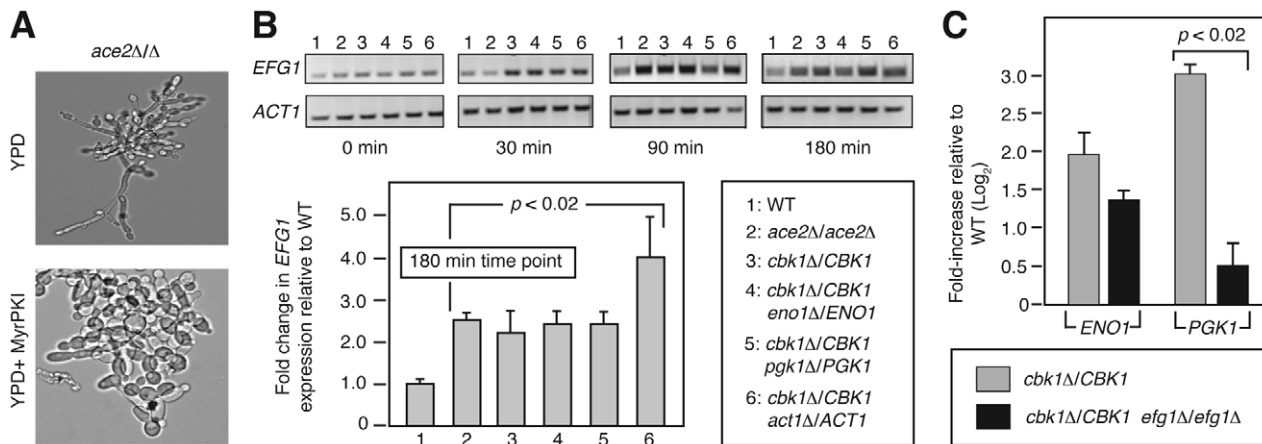 A
ace2Δ/Δ
YPD
YPD+ MyrPKI
B
1 2 3 4 5 6 1 2 3 4 5 6 1 2 3 4 5 6 1 2 3 4 5 6
EFG1
ACT1
0 min 30 min 90 min 180 min
Fold change in EFG1
expression relative to WT
5.0
4.0
3.0
2.0
1.0
p < 0.02
180 min time point
1 2 3 4 5 6
1: WT
2: ace2Δ/ace2Δ
3: cbk1Δ/CBK1
4: cbk1Δ/CBK1
eno1Δ/ENO1
5: cbk1Δ/CBK1
pgk1Δ/PGK1
6: cbk1Δ/CBK1
act1Δ/ACT1
C
Fold-increase relative to
WT (Log2)
p < 0.02
3.0
2.0
1.5
1.0
0.5
0
ENO1 PGK1
cbk1Δ/CBK1
cbk1Δ/CBK1 efg1Δ/efg1Δ